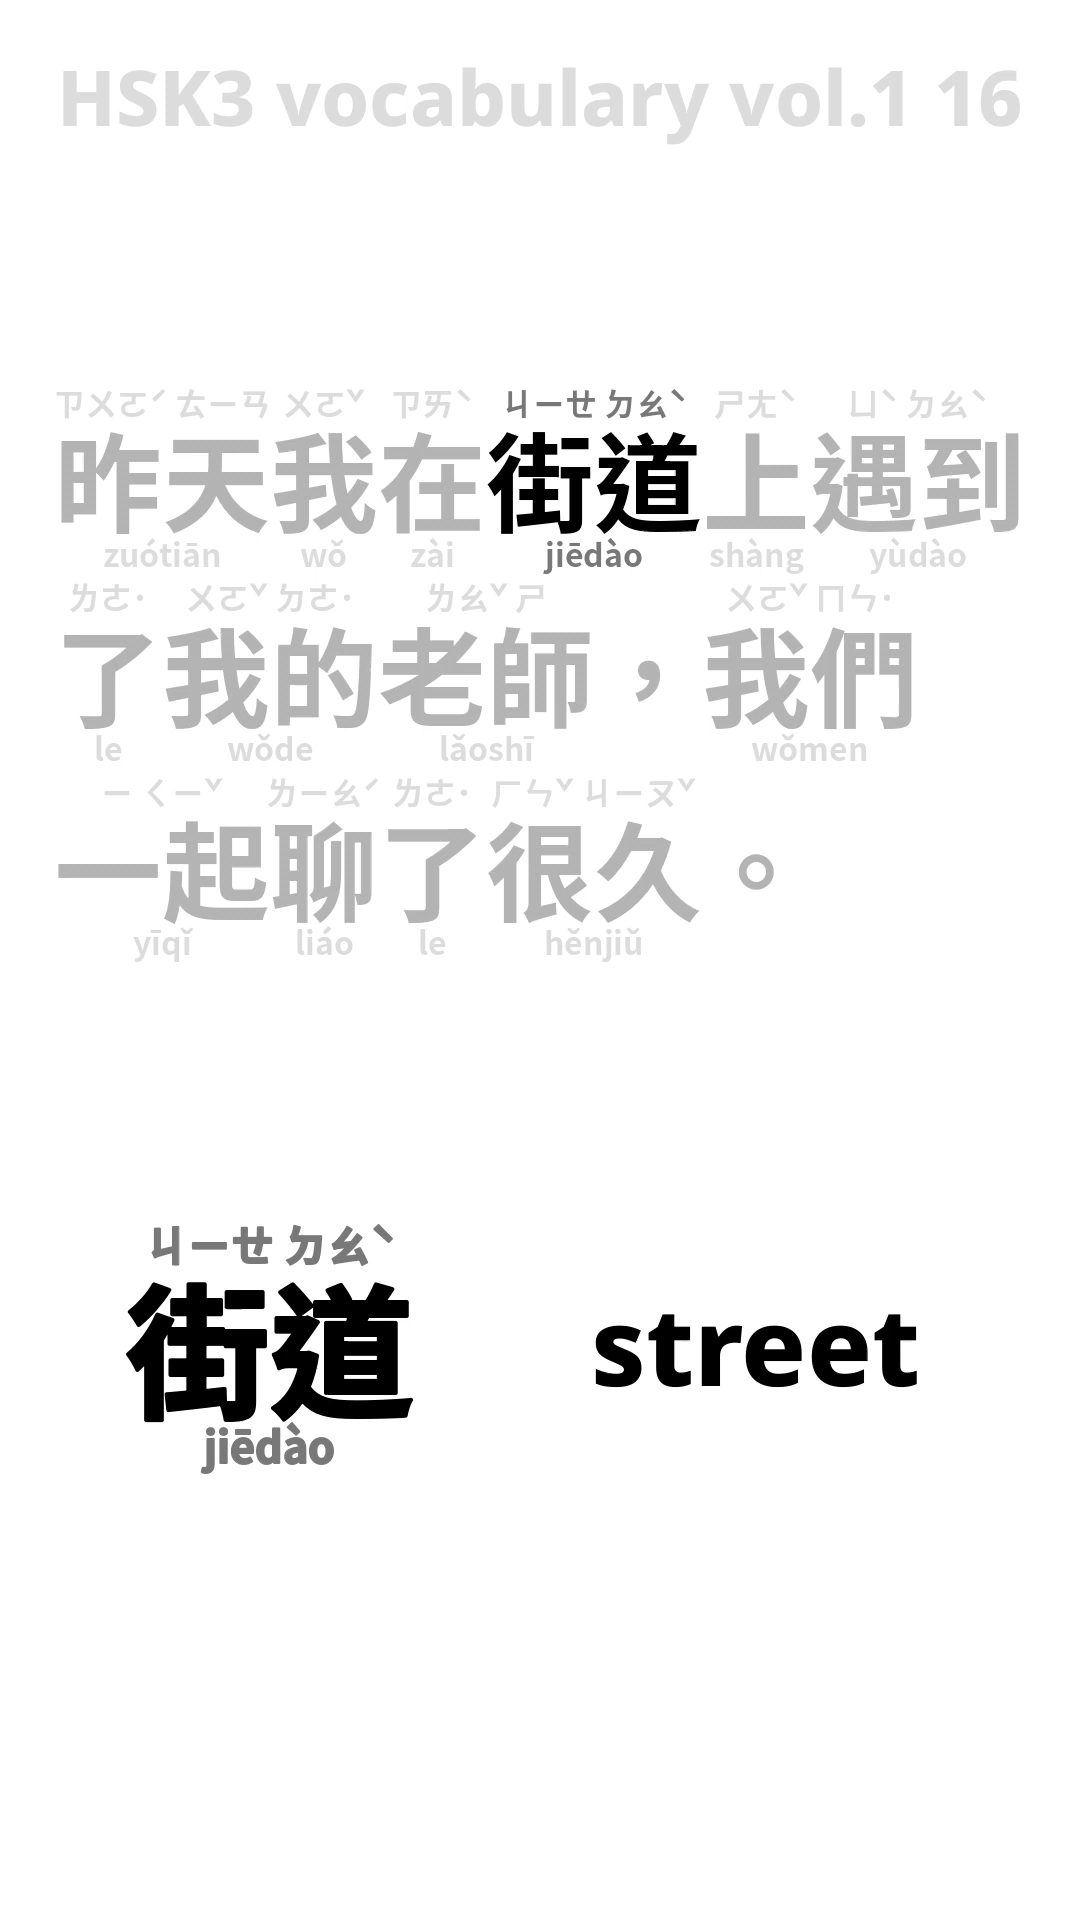 HSK3 vocabulary vol.1 16
ㄗㄨㄛˊ ㄊㄧㄢ ㄨㄛˇ ㄗㄞˋ ㄐㄧㄝ ㄉㄠˋ ㄕㄤˋ ㄩˋ ㄉㄠˋ
昨天我在街道上遇到
zuótiān wǒ zài jiēdào shàng yùdào
ㄌㄜ˙ ㄨㄛˇ ㄉㄜ˙ ㄌㄠˇ ㄕ ㄨㄛˇ ㄇㄣ˙
了我的老師，我們
le wǒde lǎoshī wǒmen
ㄧ ㄑㄧˇ ㄌㄧㄠˊ ㄌㄜ˙ ㄏㄣˇ ㄐㄧㄡˇ
一起聊了很久。
yīqǐ liáo le hěnjiǔ
ㄐㄧㄝ ㄉㄠˋ
街道 street
jiēdào